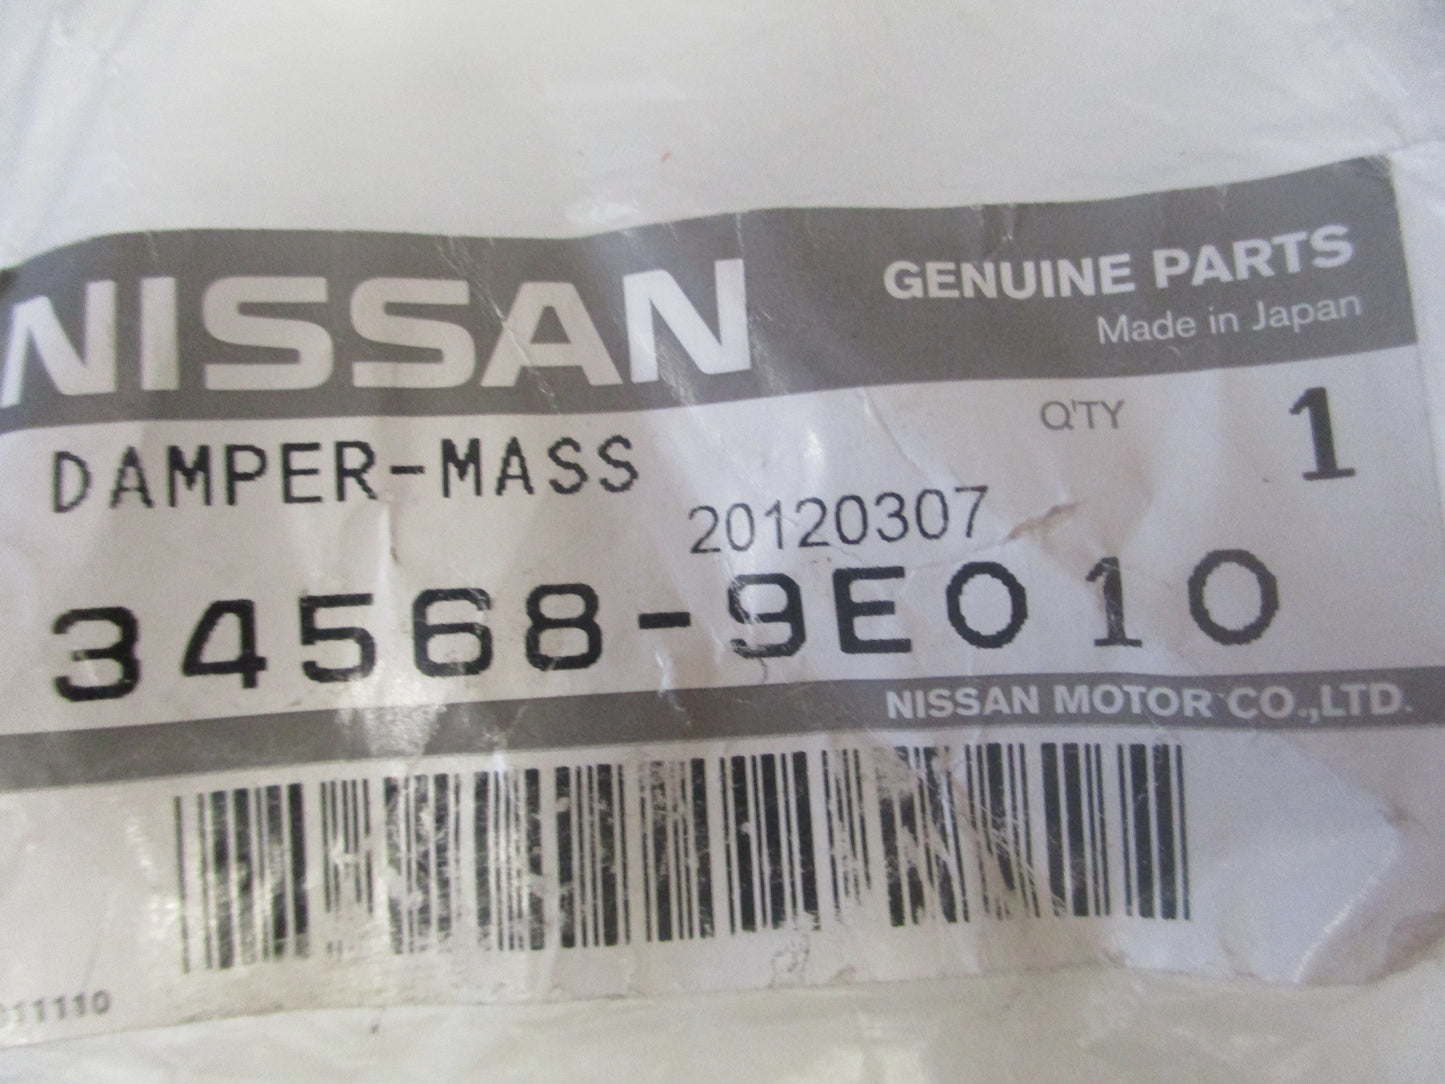 NISSAN
GENUINE PARTS
Made in Japan
Q'TY 1
DAMPER-MASS
20120307
34568-9E010
NISSAN MOTOR CO.,LTD.